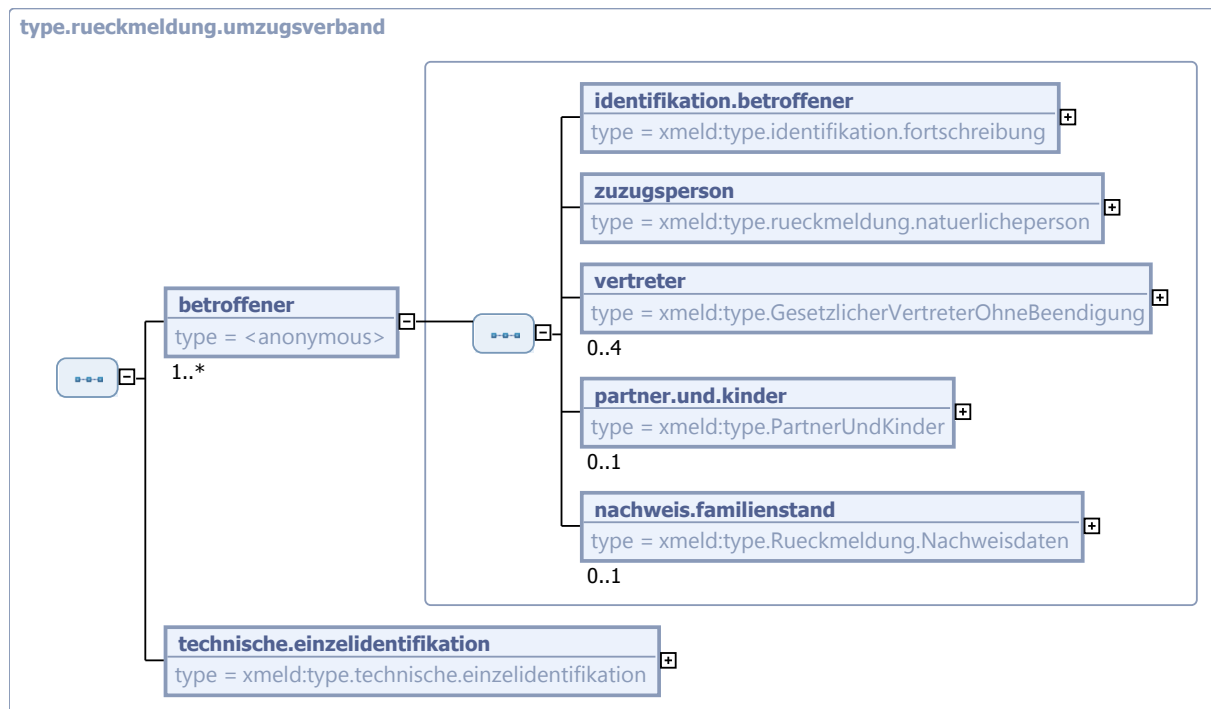 type.rueckmeldung.umzugsverband
identifikation.betroffener
type = xmeld:type.identifikation.fortschreibung
zuzugsperson
type = xmeld:type.rueckmeldung.natuerlicheperson
vertreter
type = xmeld:type.GesetzlicherVertreterOhneBeendigung
0..4
betroffener
type = <anonymous>
1..*
partner.und.kinder
type = xmeld:type.PartnerUndKinder
0..1
nachweis.familienstand
type = xmeld:type.Rueckmeldung.Nachweisdaten
0..1
technische.einzelidentifikation
type = xmeld:type.technische.einzelidentifikation